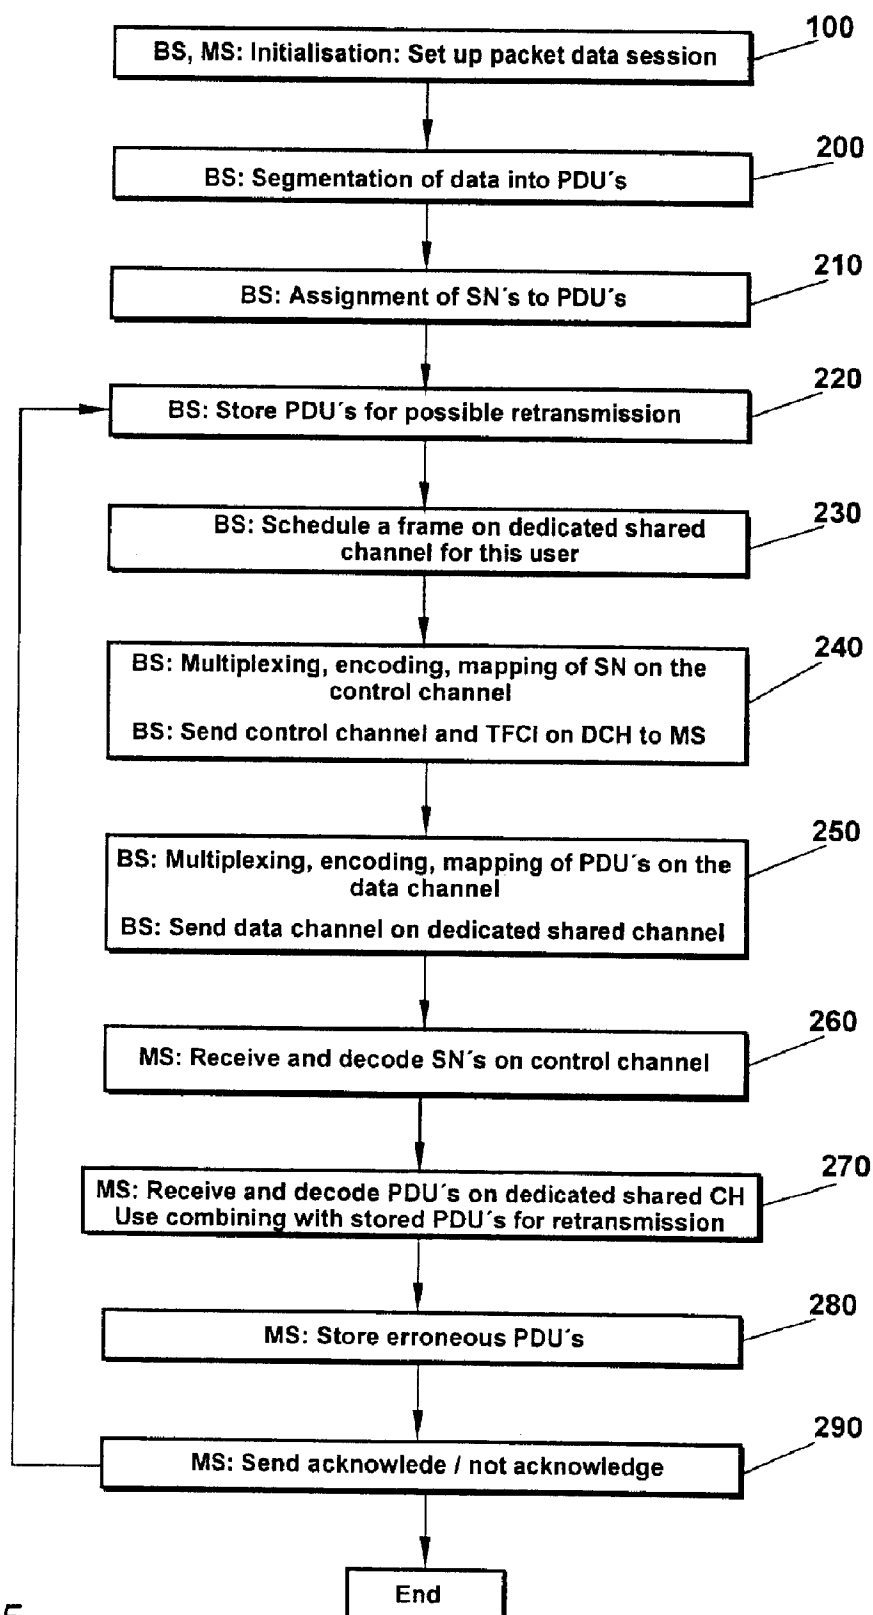 100
BS, MS: Initialisation: Set up packet data session
200
BS: Segmentation of data into PDU´s
210
BS: Assignment of SN´s to PDU´s
220
BS: Store PDU´s for possible retransmission
230
BS: Schedule a frame on dedicated shared
channel for this user
240
BS: Multiplexing, encoding, mapping of SN on the
control channel
BS: Send control channel and TFCI on DCH to MS
250
BS: Multiplexing, encoding, mapping of PDU´s on the
data channel
BS: Send data channel on dedicated shared channel
260
MS: Receive and decode SN´s on control channel
270
MS: Receive and decode PDU´s on dedicated shared CH
Use combining with stored PDU´s for retransmission
280
MS: Store erroneous PDU´s
290
MS: Send acknowlede / not acknowledge
End